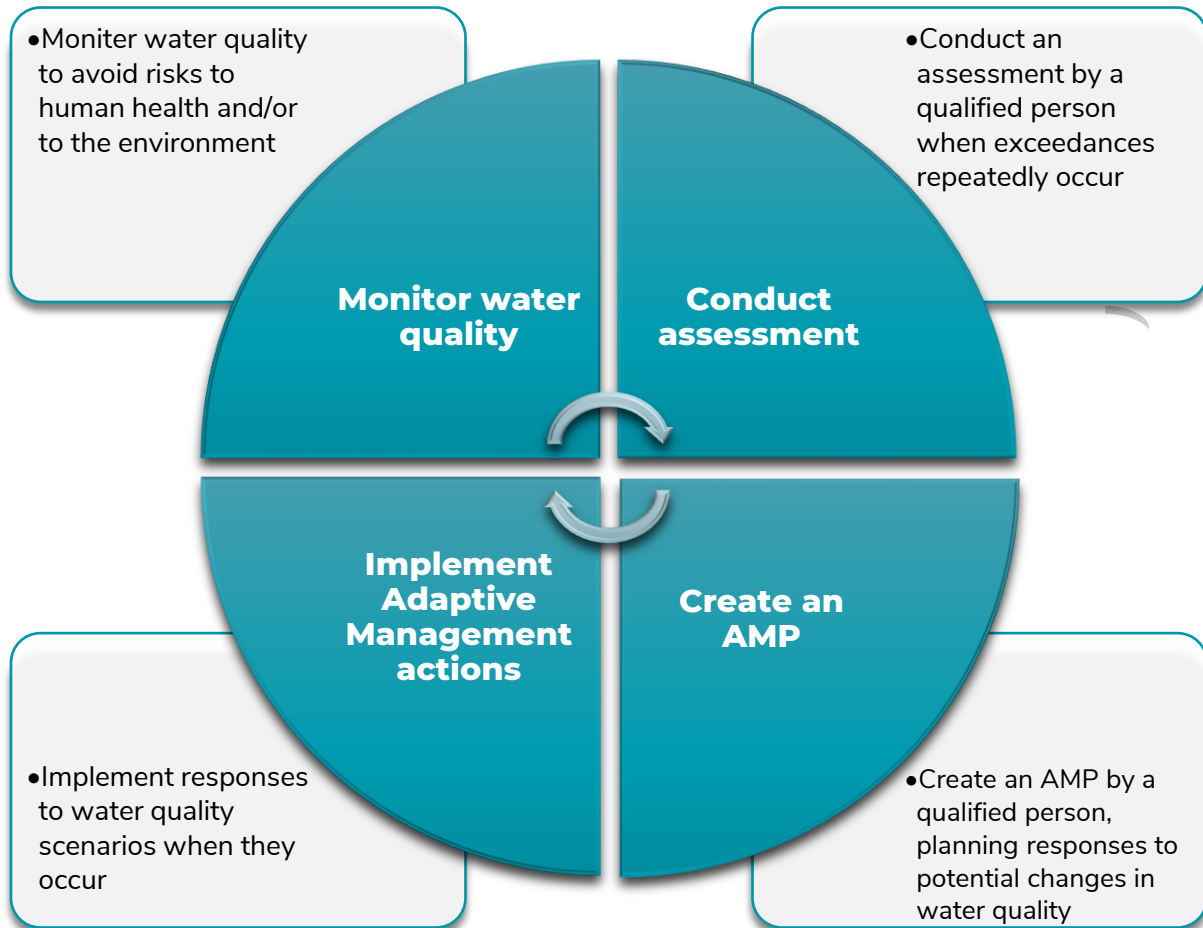 •Moniter water quality
to avoid risks to
human health and/or
to the environment
•Conduct an
assessment by a
qualified person
when exceedances
repeatedly occur
Monitor water
quality
Conduct
assessment
Implement
Adaptive
Management
actions
Create an
AMP
•Implement responses
to water quality
scenarios when they
occur
•Create an AMP by a
qualified person,
planning responses to
potential changes in
water quality